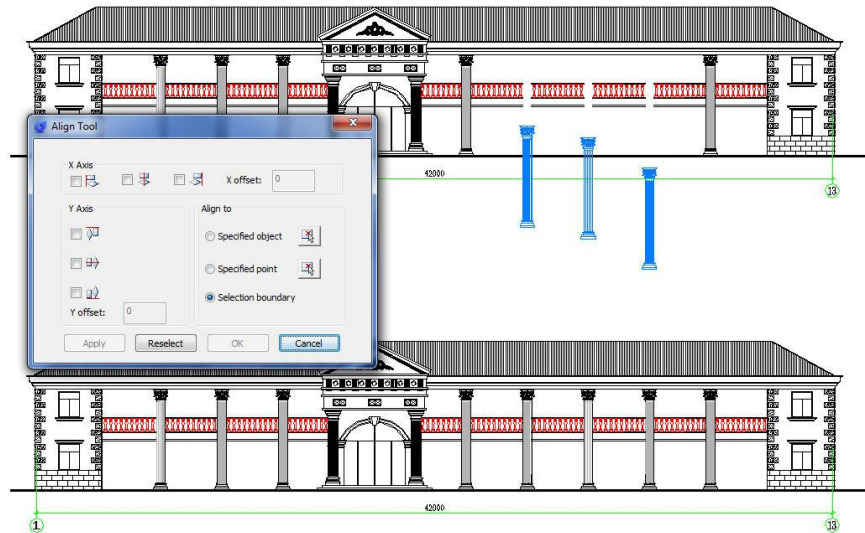 Align Tool
X Axis
X offset: 0
Y Axis
Align to
Specified object
Specified point
Selection boundary
Y offset: 0
Apply Reselect OK Cancel
42000
13
42000
1
13